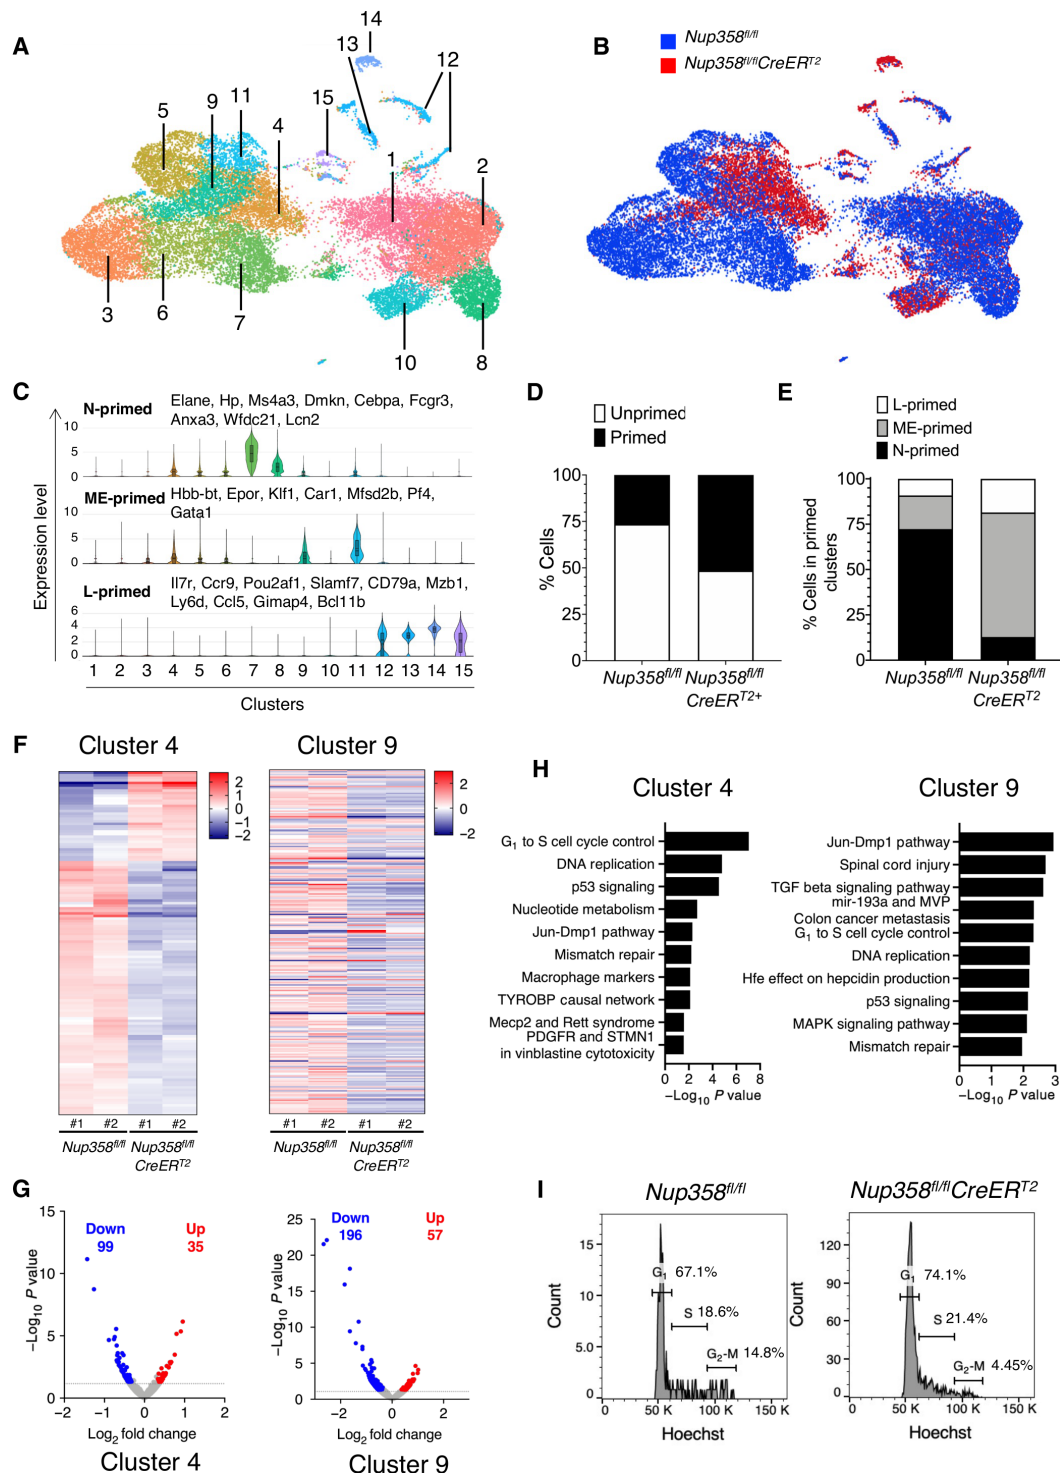 A
14
13
12
5
9
11
15
4
1
2
3
6
7
10
8
B
Nup358fl/fl
Nup358fl/flCreERT2
C
Expression level
N-primed
Elane, Hp, Ms4a3, Dmkn, Cebpa, Fcgr3,
Anxa3, Wfdc21, Lcn2
10
5
0
ME-primed
Hbb-bt, Epor, Klf1, Car1, Mfsd2b, Pf4,
Gata1
10
5
0
L-primed
Il7r, Ccr9, Pou2af1, Slamf7, CD79a, Mzb1,
Ly6d, Ccl5, Gimap4, Bcl11b
6
4
2
0
1 2 3 4 5 6 7 8 9 10 11 12 13 14 15
Clusters
D
Unprimed
Primed
% Cells
100
75
50
25
0
Nup358fl/fl
Nup358fl/fl
CreERT2+
E
L-primed
ME-primed
N-primed
% Cells in primed
clusters
100
75
50
25
0
Nup358fl/fl
Nup358fl/fl
CreERT2
F
Cluster 4
2
1
0
−1
−2
#1 #2 #1 #2
Nup358fl/fl Nup358fl/fl
CreERT2
Cluster 9
2
0
−2
#1 #2 #1 #2
Nup358fl/fl Nup358fl/fl
CreERT2
H
Cluster 4
G1 to S cell cycle control
DNA replication
p53 signaling
Nucleotide metabolism
Jun-Dmp1 pathway
Mismatch repair
Macrophage markers
TYROBP causal network
Mecp2 and Rett syndrome
PDGFR and STMN1
in vinblastine cytotoxicity
0 2 4 6 8
−Log10 P value
Cluster 9
Jun-Dmp1 pathway
Spinal cord injury
TGF beta signaling pathway
mir-193a and MVP
Colon cancer metastasis
G1 to S cell cycle control
DNA replication
Hfe effect on hepcidin production
p53 signaling
MAPK signaling pathway
Mismatch repair
0 1 2 3
−Log10 P value
G
−Log10 P value
15
10
5
0
Down
99
Up
35
−2 −1 0 1 2
Log2 fold change
Cluster 4
−Log10 P value
25
20
15
10
5
0
Down
196
Up
57
−2 0 2
Log2 fold change
Cluster 9
I
Nup358fl/fl
Count
15
10
5.0
0
G1 67.1%
S 18.6%
G2-M 14.8%
0 50 K 100 K 150 K
Hoechst
Nup358fl/flCreERT2
Count
120
90
60
30
0
G1 74.1%
S 21.4%
G2-M 4.45%
0 50 K 100 K 150 K
Hoechst